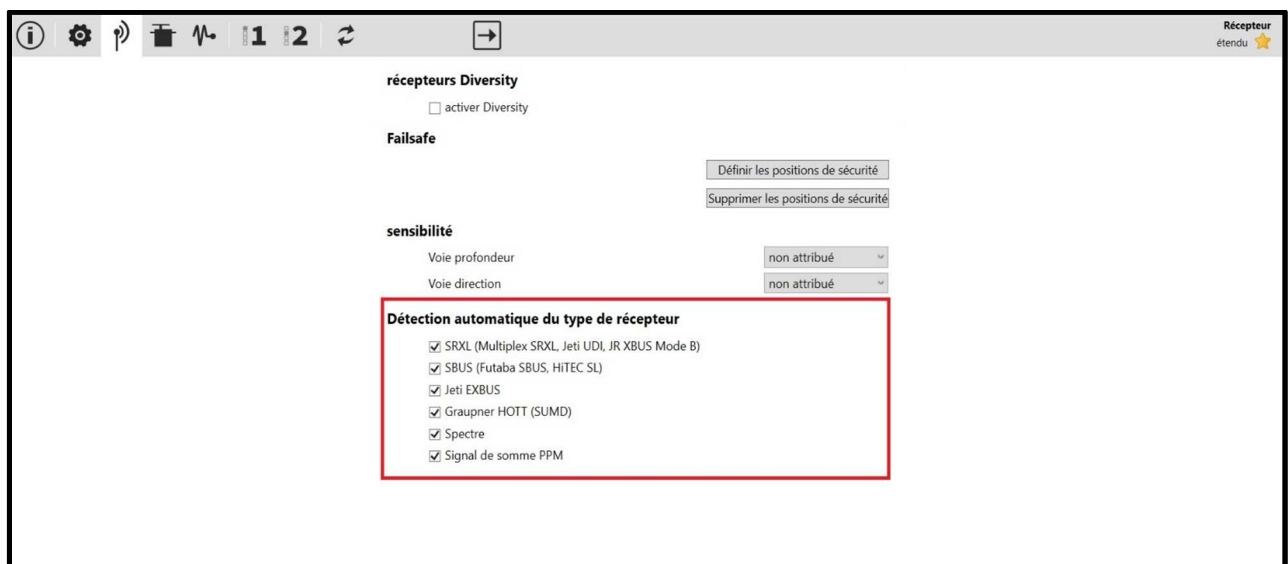 1
2
Récepteur
étendu
récepteurs Diversity
activer Diversity
Failsafe
Définir les positions de sécurité
Supprimer les positions de sécurité
sensibilité
Voie profondeur non attribué
Voie direction non attribué
Détection automatique du type de récepteur
SRXL (Multiplex SRXL, Jeti UDI, JR XBUS Mode B)
SBUS (Futaba SBUS, HiTEC SL)
Jeti EXBUS
Graupner HOTT (SUMD)
Spectre
Signal de somme PPM